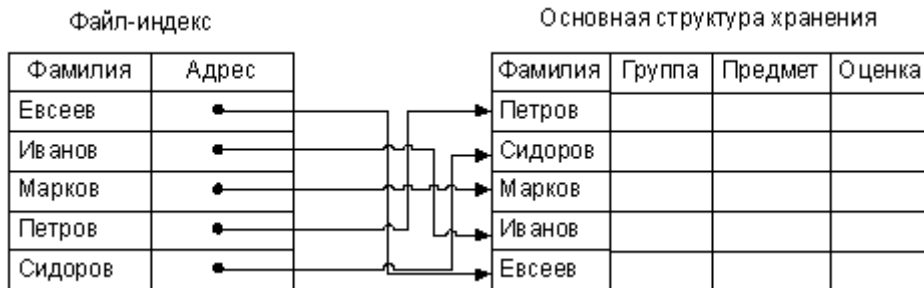 Файл-индекс
Основная структура хранения
Фамилия Адрес
Евсеев
Иванов
Марков
Петров
Сидоров
Фамилия Группа Предмет Оценка
Петров
Сидоров
Марков
Иванов
Евсеев